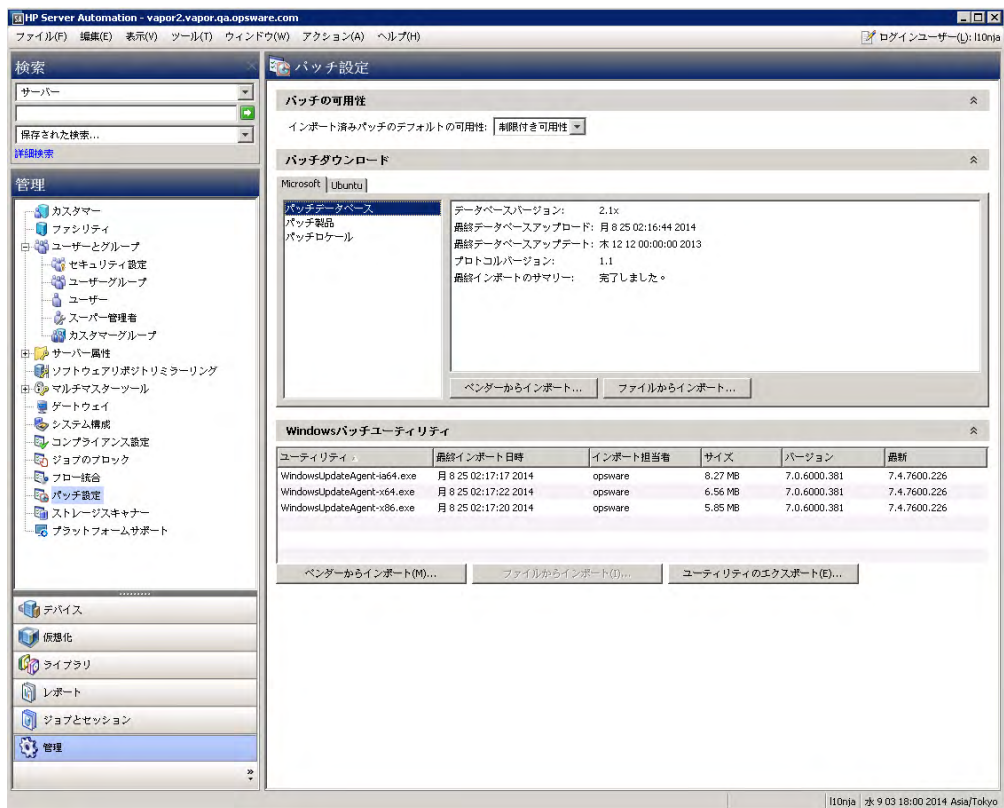 HP Server Automation - vapor2.vapor.qa.opsware.com
ファイル(F) 編集(E) 表示(V) ツール(T) ウィンドウ(W) アクション(A) ヘルプ(H)
ログインユーザー(L): l10nja
検索
サーバー
保存された検索...
詳細検索
管理
カスタマー
ファシリティ
ユーザーとグループ
セキュリティ設定
ユーザーグループ
ユーザー
スーパー管理者
カスタマーグループ
サーバー属性
ソフトウェアリポジトリミラーリング
マルチマスターツール
ゲートウェイ
システム構成
コンプライアンス設定
ジョブのブロック
フロー統合
パッチ設定
ストレージスキャナー
プラットフォームサポート
デバイス
仮想化
ライブラリ
レポート
ジョブとセッション
管理
パッチ設定
パッチの可用性
インポート済みパッチのデフォルトの可用性: 制限付き可用性
パッチダウンロード
Microsoft Ubuntu
パッチデータベース
パッチ製品
パッチロケール
データベースバージョン: 2.1x
最終データベースアップロード: 月 8 25 02:16:44 2014
最終データベースアップデート: 木 12 12 00:00:00 2013
プロトコルバージョン: 1.1
最終インポートのサマリー: 完了しました。
ベンダーからインポート... ファイルからインポート...
Windowsパッチユーティリティ
ユーティリティ 最終インポート日時 インポート担当者 サイズ バージョン 最新
WindowsUpdateAgent-ia64.exe 月 8 25 02:17:17 2014 opsware 8.27 MB 7.0.6000.381 7.4.7600.226
WindowsUpdateAgent-x64.exe 月 8 25 02:17:22 2014 opsware 6.56 MB 7.0.6000.381 7.4.7600.226
WindowsUpdateAgent-x86.exe 月 8 25 02:17:20 2014 opsware 5.85 MB 7.0.6000.381 7.4.7600.226
ベンダーからインポート(M)... ファイルからインポート(I)... ユーティリティのエクスポート(E)...
l10nja 水 9 03 18:00 2014 Asia/Tokyo